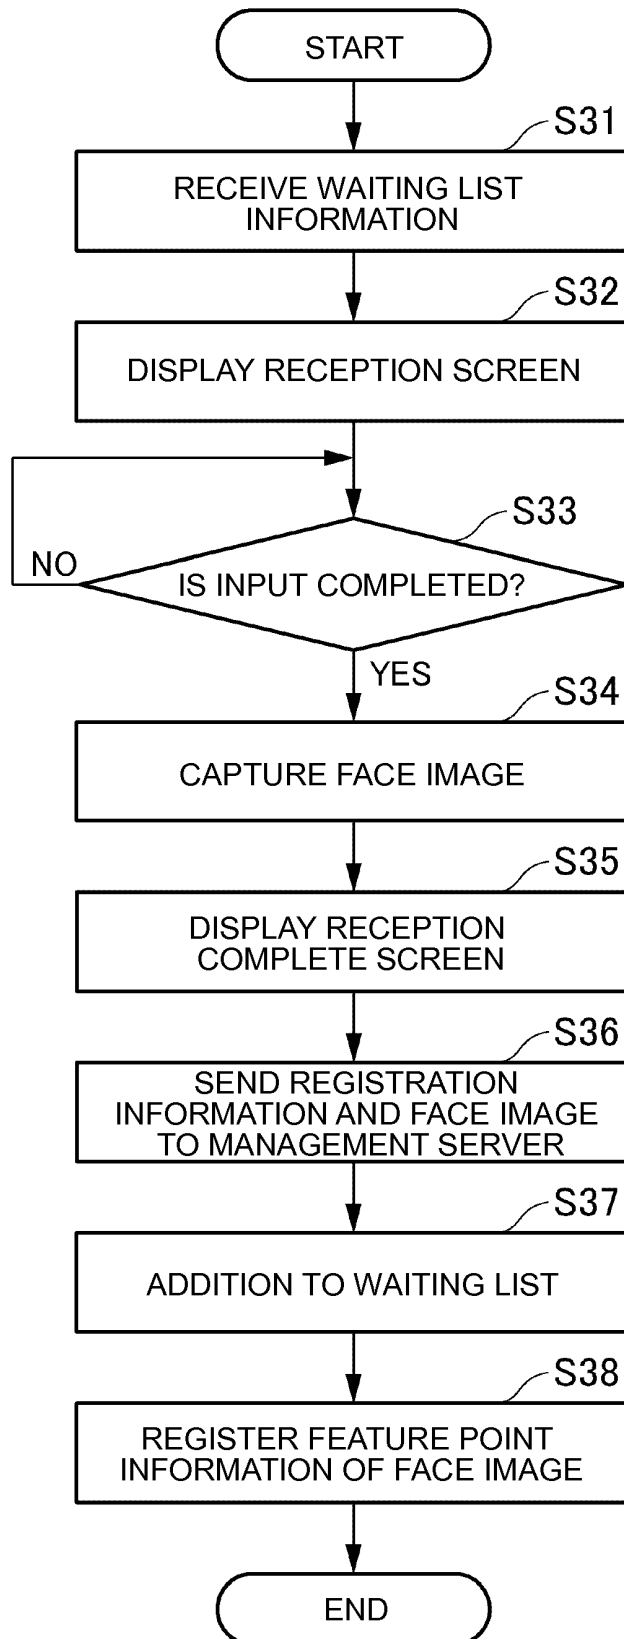 START
S31
RECEIVE WAITING LIST
INFORMATION
S32
DISPLAY RECEPTION SCREEN
S33
NO
IS INPUT COMPLETED?
YES
S34
CAPTURE FACE IMAGE
S35
DISPLAY RECEPTION
COMPLETE SCREEN
S36
SEND REGISTRATION
INFORMATION AND FACE IMAGE
TO MANAGEMENT SERVER
S37
ADDITION TO WAITING LIST
S38
REGISTER FEATURE POINT
INFORMATION OF FACE IMAGE
END